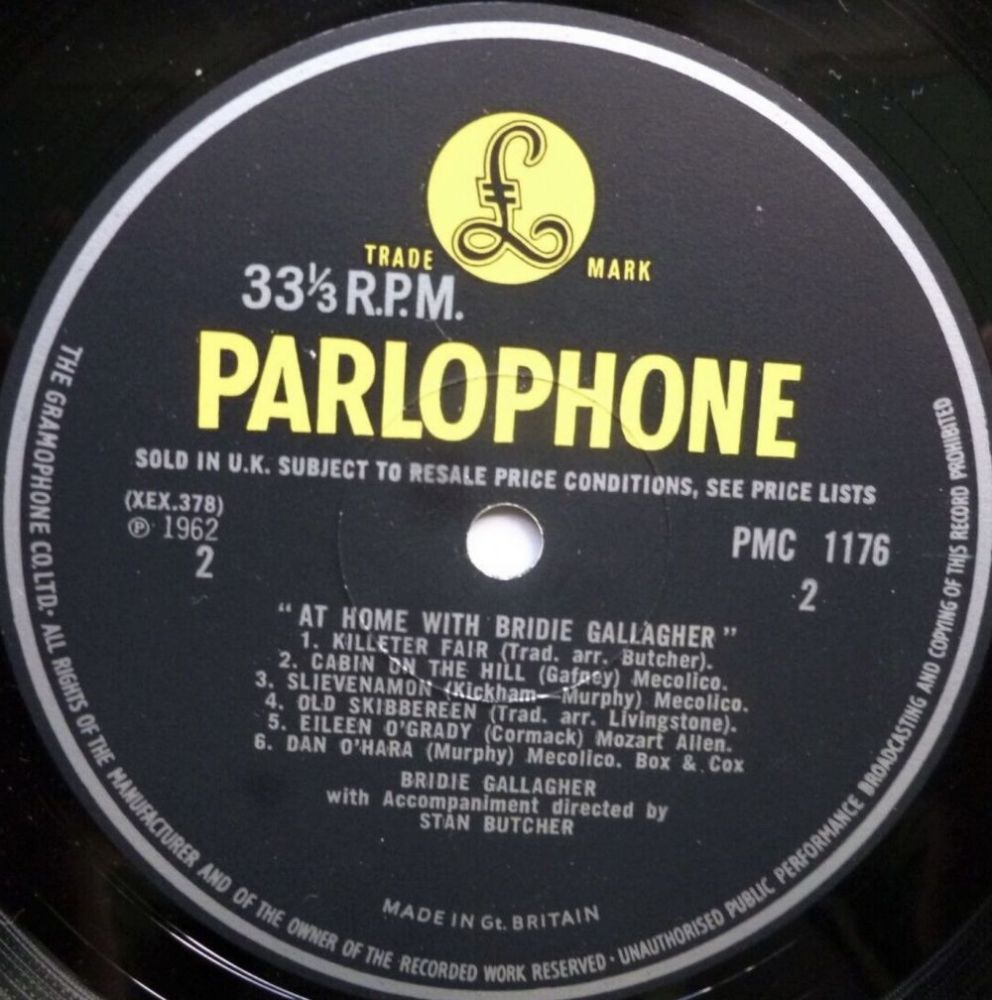 £
TRADE MARK
33⅓ R.P.M.
PARLOPHONE
SOLD IN U.K. SUBJECT TO RESALE PRICE CONDITIONS, SEE PRICE LISTS
(XEX.378)
℗ 1962
2
PMC 1176
2
"AT HOME WITH BRIDIE GALLAGHER"
1. KILLETER FAIR (Trad. arr. Butcher).
2. CABIN ON THE HILL (Gafney) Mecolico.
3. SLIEVENAMON (Kickham—Murphy) Mecolico.
4. OLD SKIBBEREEN (Trad. arr. Livingstone).
5. EILEEN O'GRADY (Cormack) Mozart Allen.
6. DAN O'HARA (Murphy) Mecolico. Box & Cox
BRIDIE GALLAGHER
with Accompaniment directed by
STAN BUTCHER
MADE IN Gt. BRITAIN
THE GRAMOPHONE CO. LTD. · ALL RIGHTS OF THE MANUFACTURER AND OF THE OWNER OF THE RECORDED WORK RESERVED · UNAUTHORISED PUBLIC PERFORMANCE BROADCASTING AND COPYING OF THIS RECORD PROHIBITED